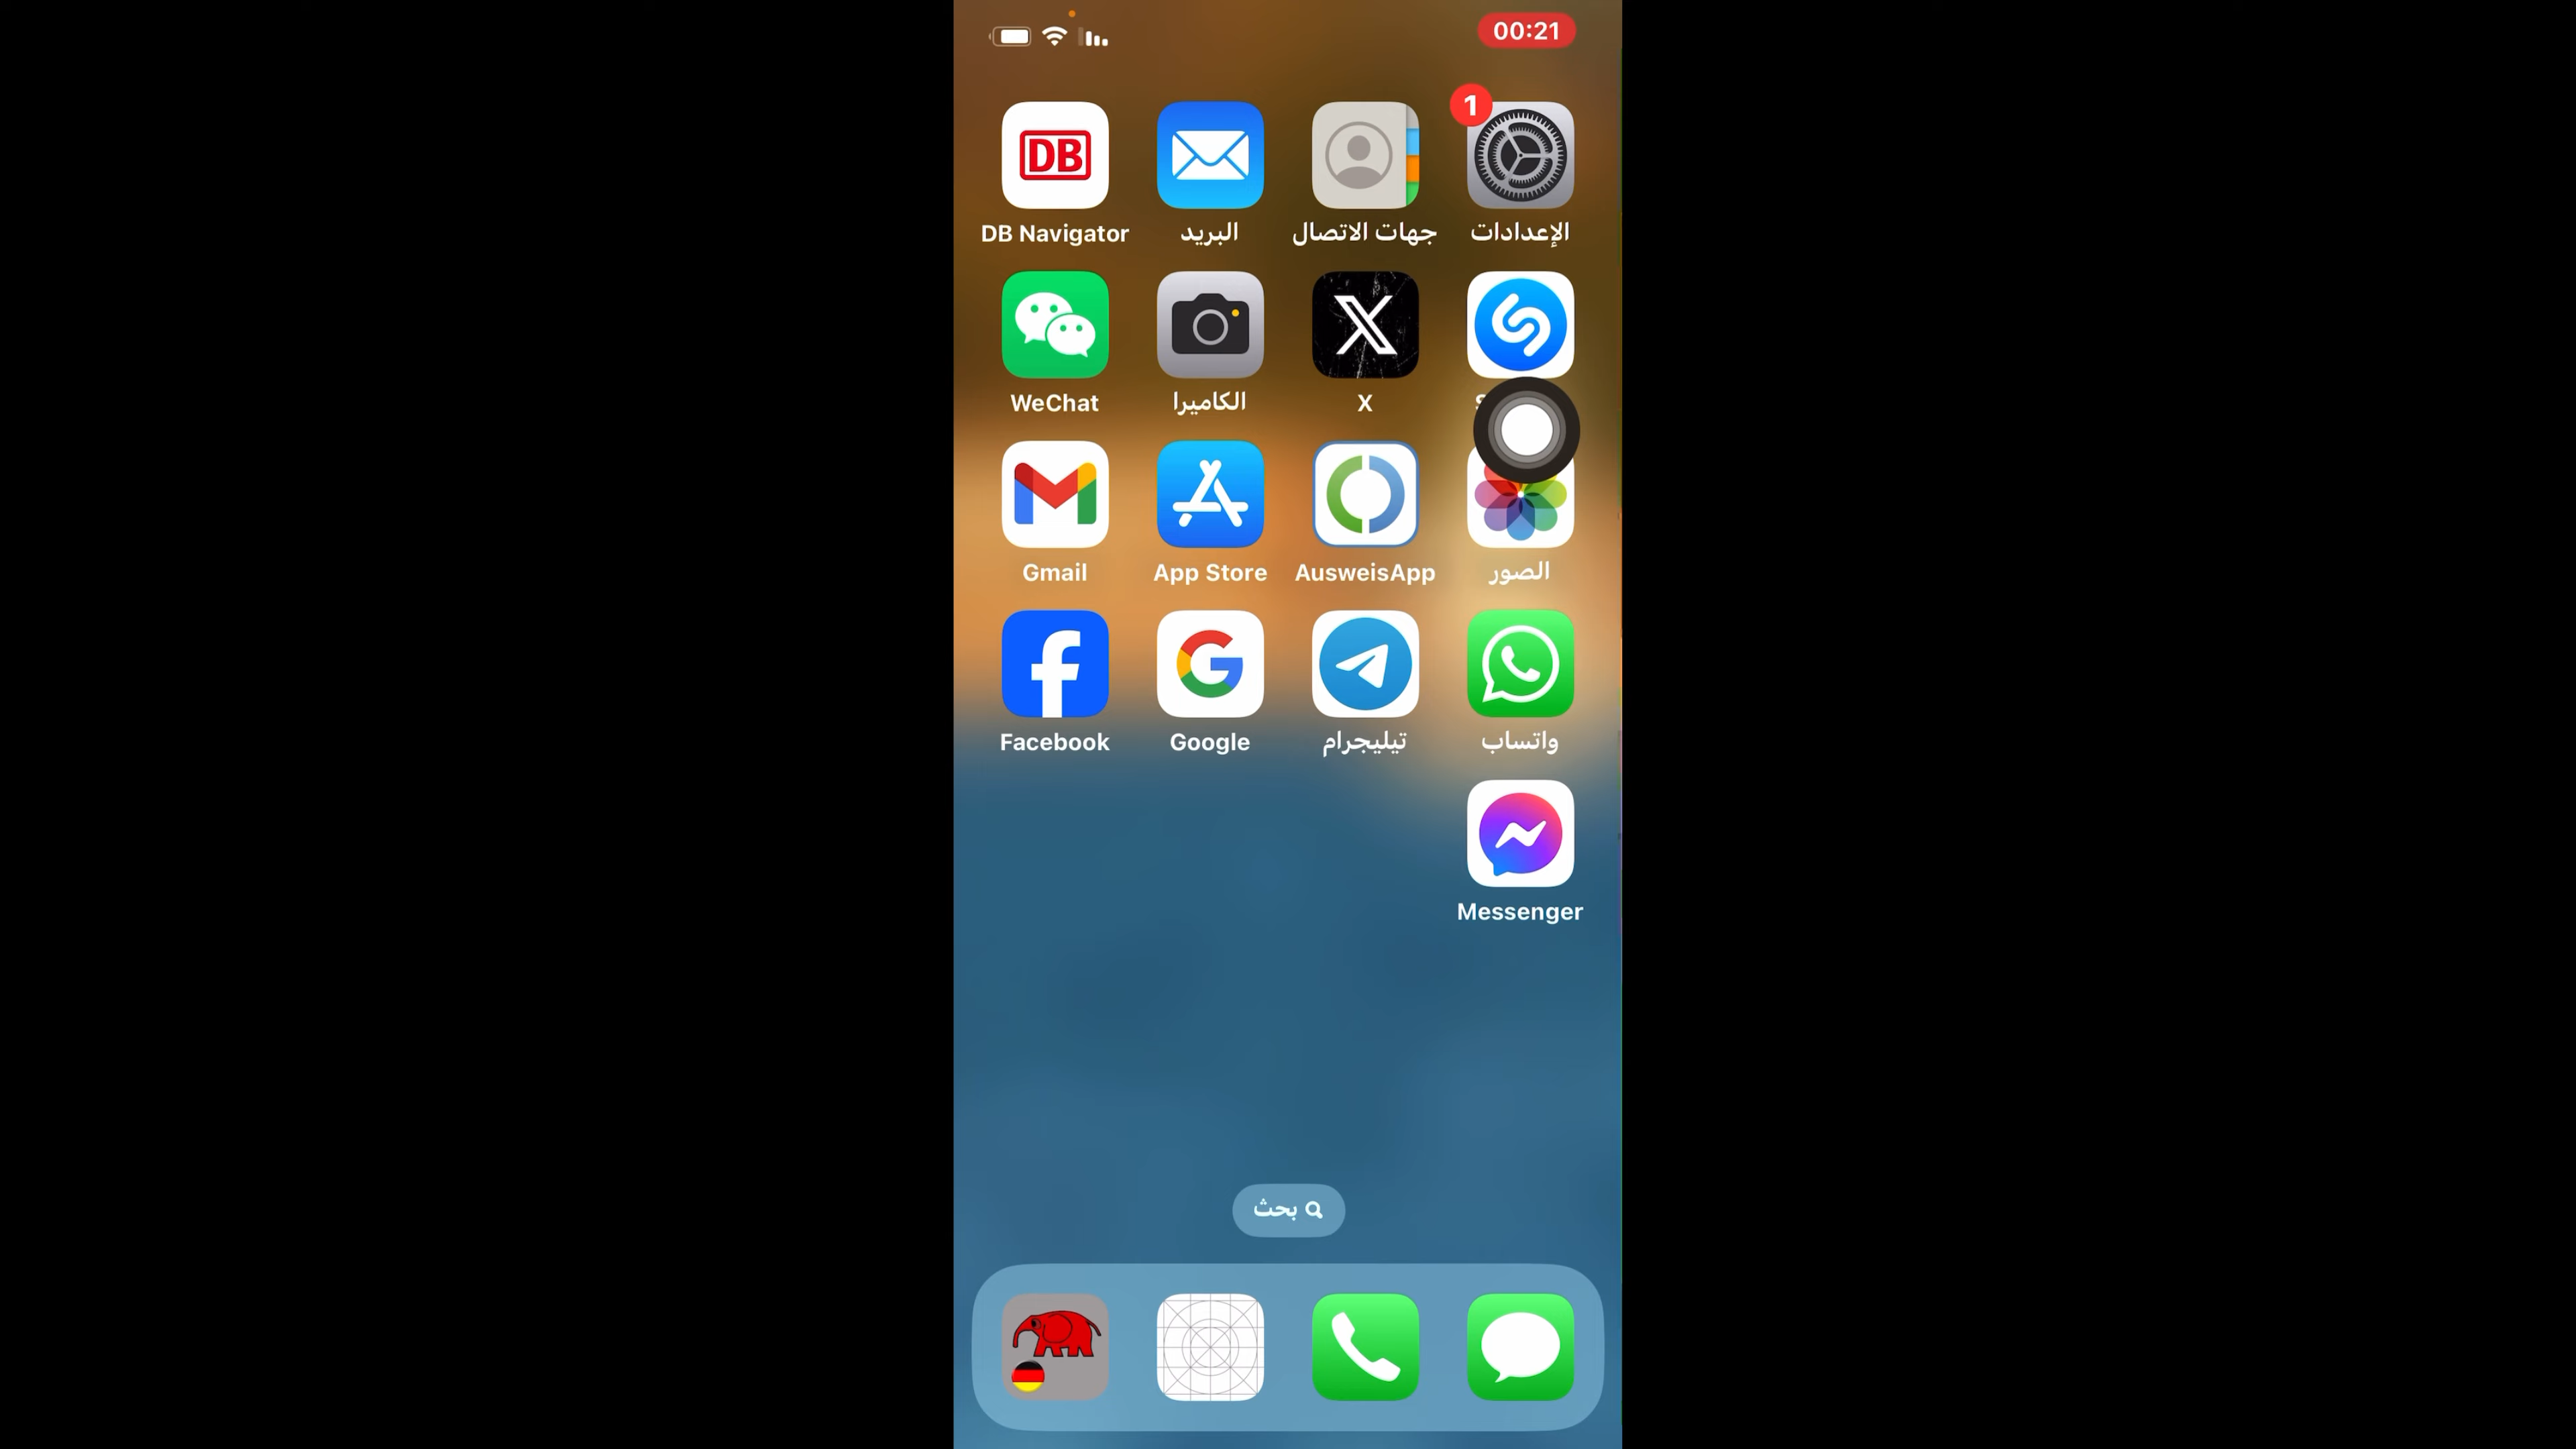 00:21
1
DB
الإعدادات
جهات الاتصال
البريد
DB Navigator
X
الكاميرا
WeChat
الصور
AusweisApp
App Store
Gmail
واتساب
تيليجرام
Google
Facebook
Messenger
بحث